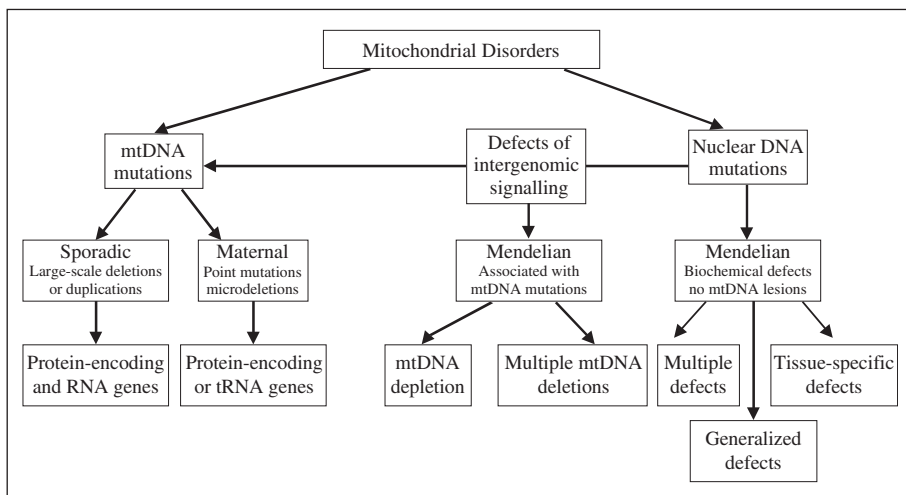 Mitochondrial Disorders
mtDNA
mutations
Defects of
intergenomic
signalling
Nuclear DNA
mutations
Sporadic
Large-scale deletions
or duplications
Maternal
Point mutations
microdeletions
Mendelian
Associated with
mtDNA mutations
Mendelian
Biochemical defects
no mtDNA lesions
Protein-encoding
and RNA genes
Protein-encoding
or tRNA genes
mtDNA
depletion
Multiple mtDNA
deletions
Multiple
defects
Tissue-specific
defects
Generalized
defects